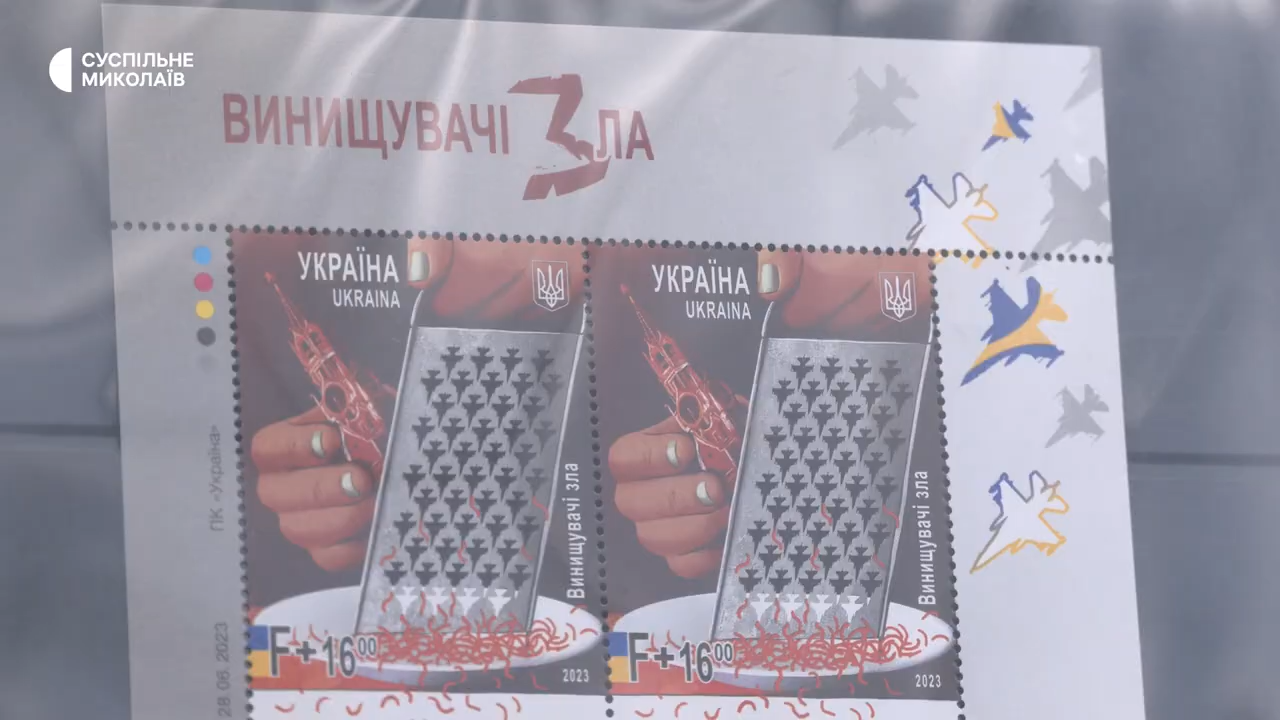 СУСПІЛЬНЕ
МИКОЛАЇВ
ВИНИЩУВАЧІ ЗЛА
УКРАЇНА
UKRAINA
Винищувачі зла
F+1600
2023
УКРАЇНА
UKRAINA
Винищувачі зла
F+1600
2023
ПК «Україна»
28.06.2023